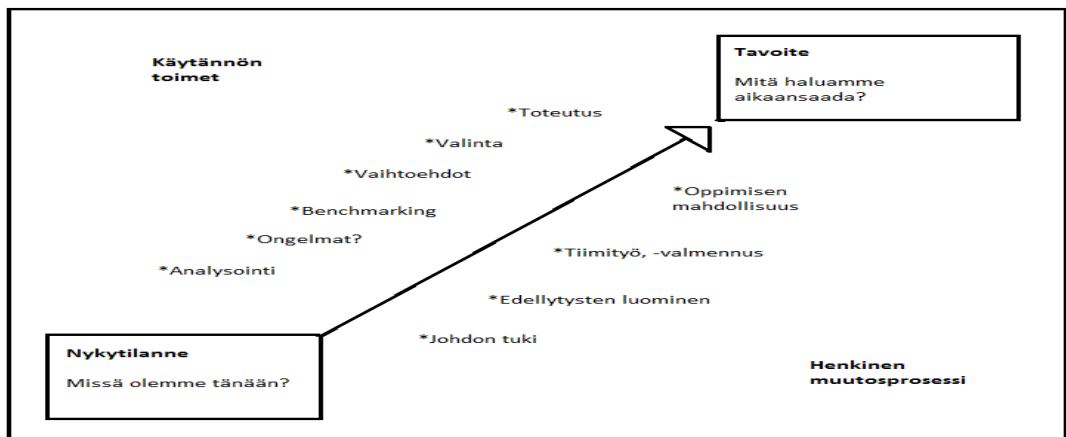 Käytännön
toimet
Tavoite
Mitä haluamme
aikaansaada?
*Toteutus
*Valinta
*Vaihtoehdot
*Benchmarking
*Ongelmat?
*Analysointi
*Oppimisen
mahdollisuus
*Tiimityö, -valmennus
*Edellytysten luominen
*Johdon tuki
Nykytilanne
Missä olemme tänään?
Henkinen
muutosprosessi